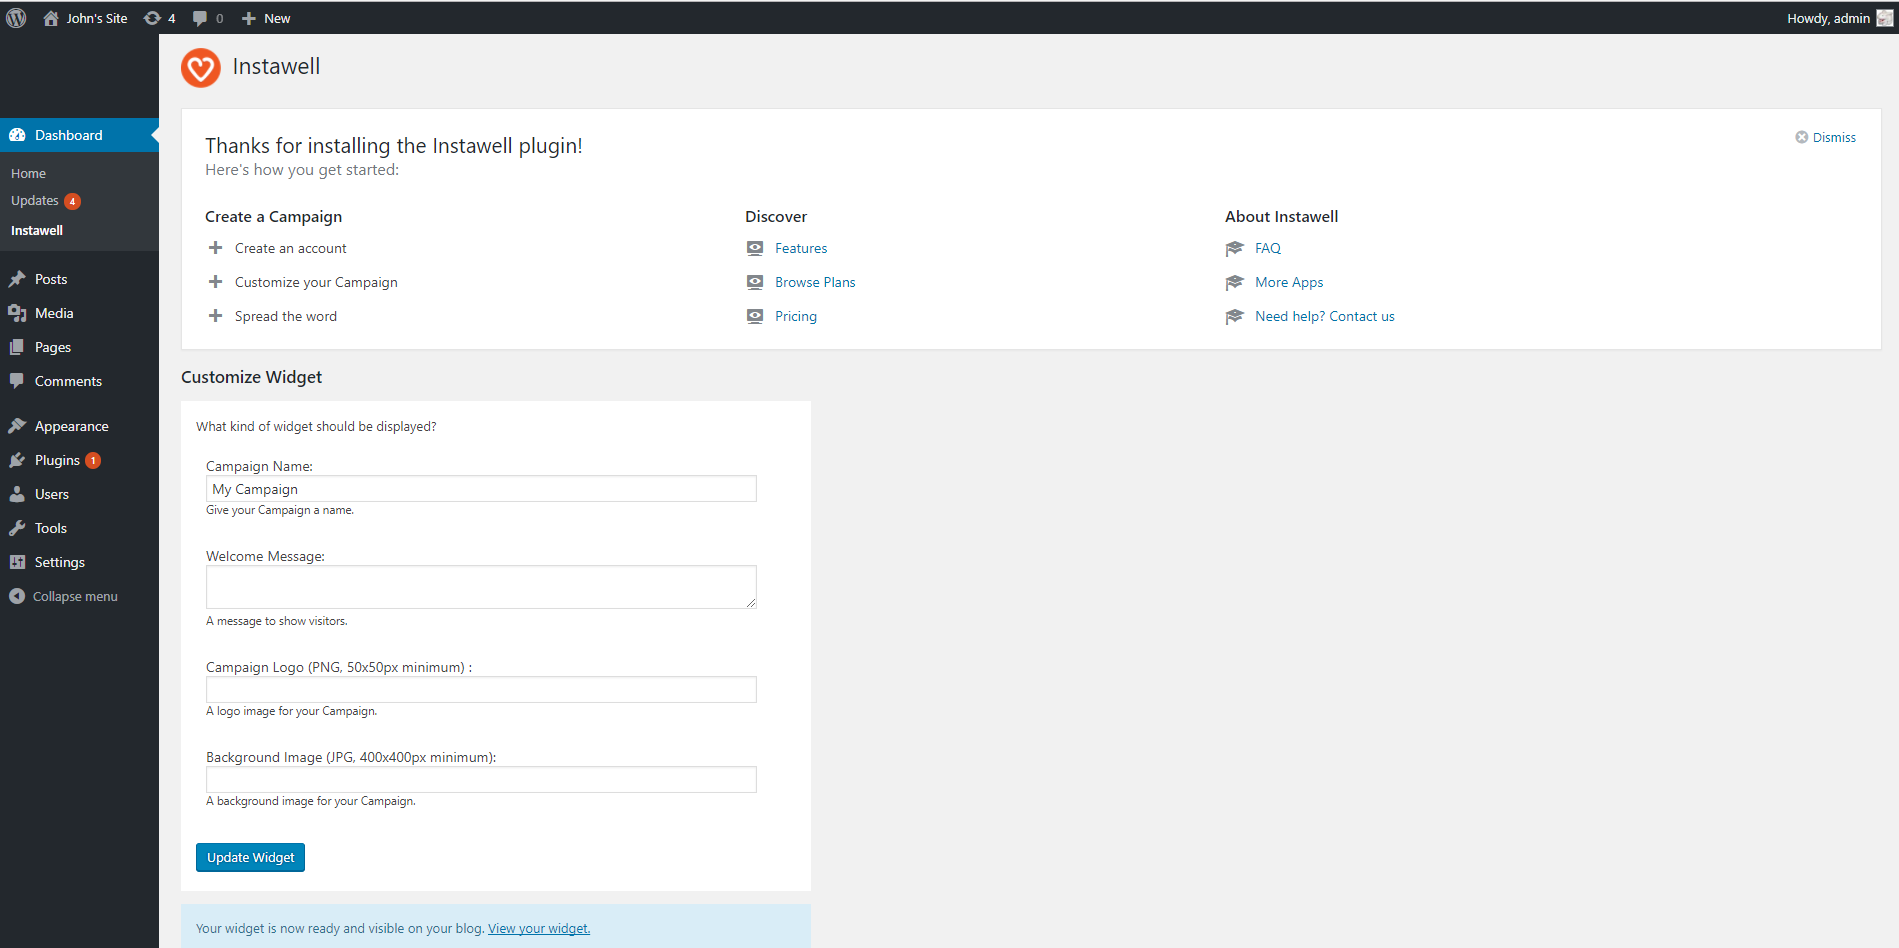 John's Site 4 0 New Howdy, admin
Instawell
Dashboard
Home
Updates 4
Instawell
Posts
Media
Pages
Comments
Appearance
Plugins 1
Users
Tools
Settings
Collapse menu
Thanks for installing the Instawell plugin!
Dismiss
Here's how you get started:
Create a Campaign
Create an account
Customize your Campaign
Spread the word
Discover
Features
Browse Plans
Pricing
About Instawell
FAQ
More Apps
Need help? Contact us
Customize Widget
What kind of widget should be displayed?
Campaign Name:
My Campaign
Give your Campaign a name.
Welcome Message:
A message to show visitors.
Campaign Logo (PNG, 50x50px minimum) :
A logo image for your Campaign.
Background Image (JPG, 400x400px minimum):
A background image for your Campaign.
Update Widget
Your widget is now ready and visible on your blog. View your widget.